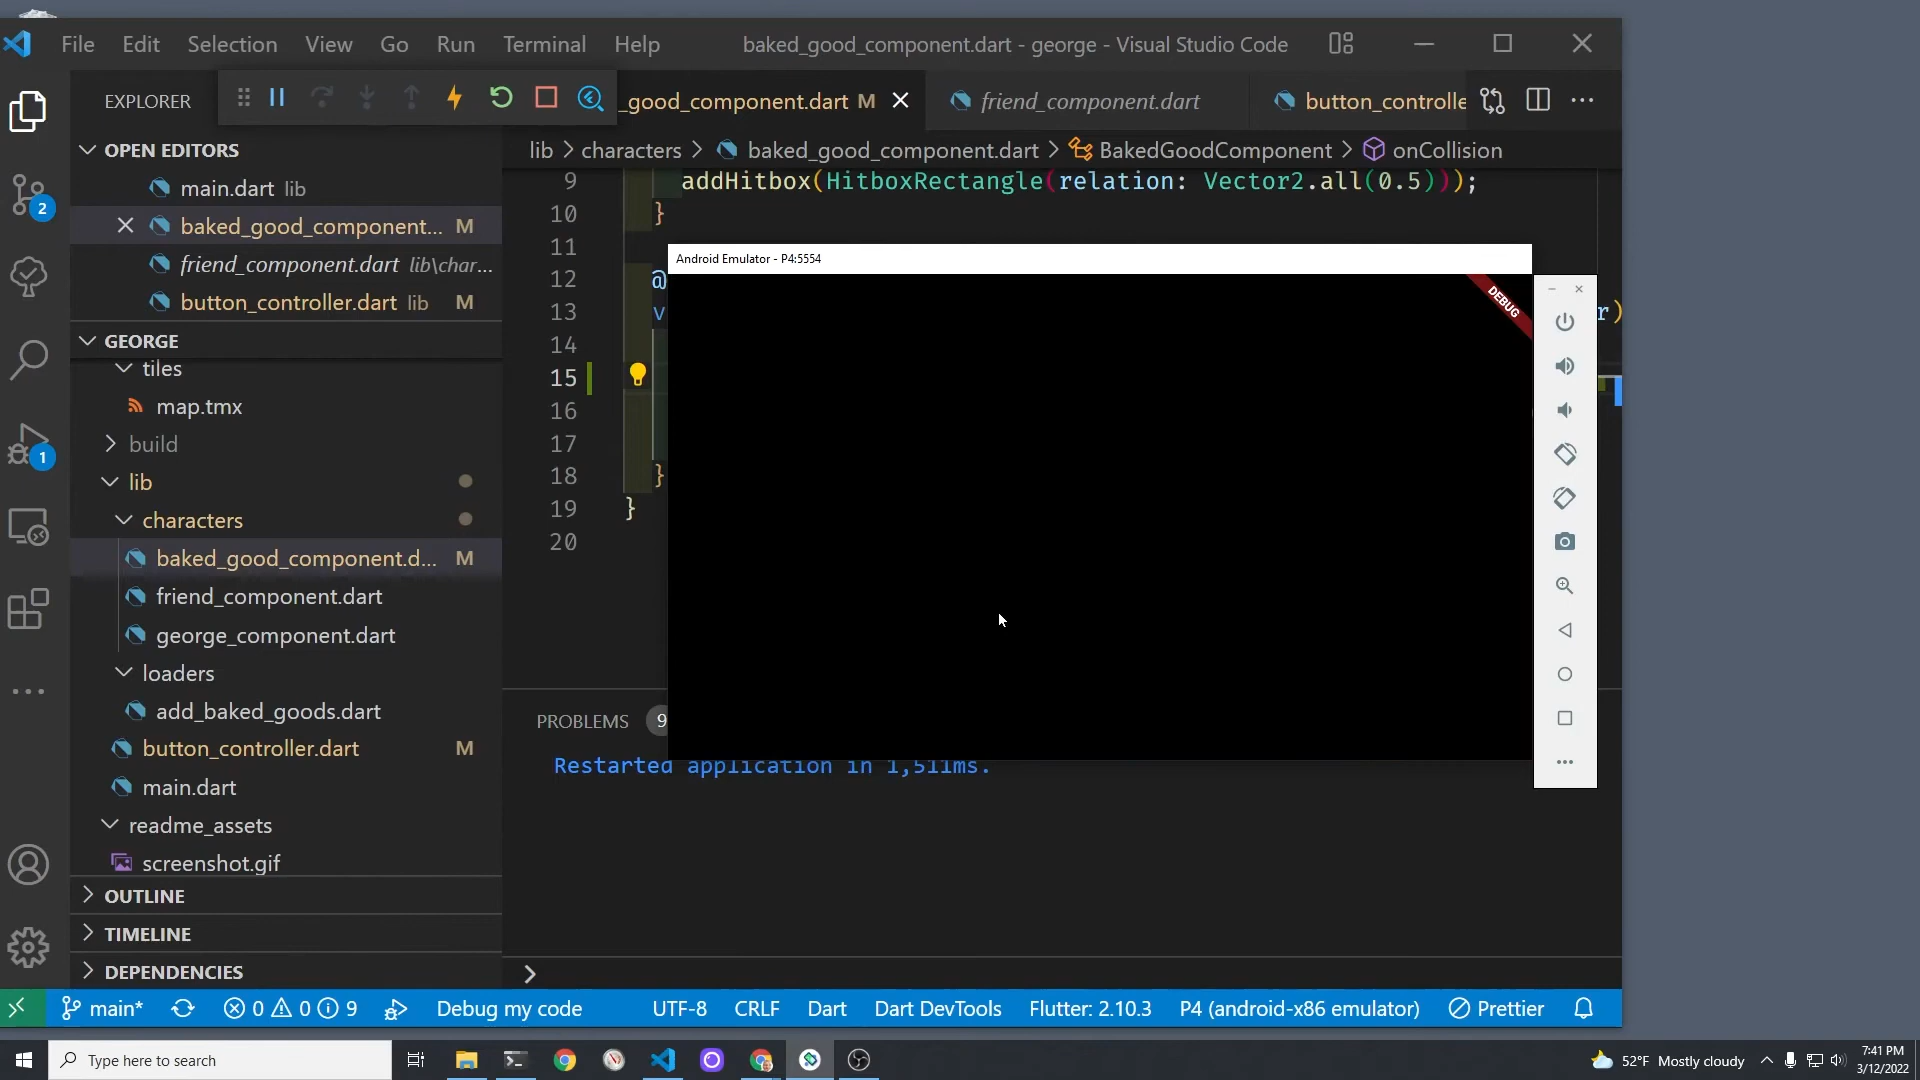 File Edit Selection View Go Run Terminal Help
baked_good_component.dart - george - Visual Studio Code
EXPLORER
_good_component.dart M
friend_component.dart
button_controlle
OPEN EDITORS
lib > characters > baked_good_component.dart > BakedGoodComponent > onCollision
main.dart lib
baked_good_component... M
friend_component.dart lib\char...
button_controller.dart lib M
GEORGE
tiles
map.tmx
build
lib
characters
baked_good_component.d... M
friend_component.dart
george_component.dart
loaders
add_baked_goods.dart
button_controller.dart M
main.dart
readme_assets
screenshot.gif
OUTLINE
TIMELINE
DEPENDENCIES
2
1
9 addHitbox(HitboxRectangle(relation: Vector2.all(0.5)));
10 }
11
12 @
13 v r)
14
15
16
17
18 }
19 }
20
Android Emulator - P4:5554
DEBUG
PROBLEMS 9
Restarted application in 1,511ms.
main* 0 0 9 Debug my code UTF-8 CRLF Dart Dart DevTools Flutter: 2.10.3 P4 (android-x86 emulator) Prettier
Type here to search
52°F Mostly cloudy
7:41 PM
3/12/2022